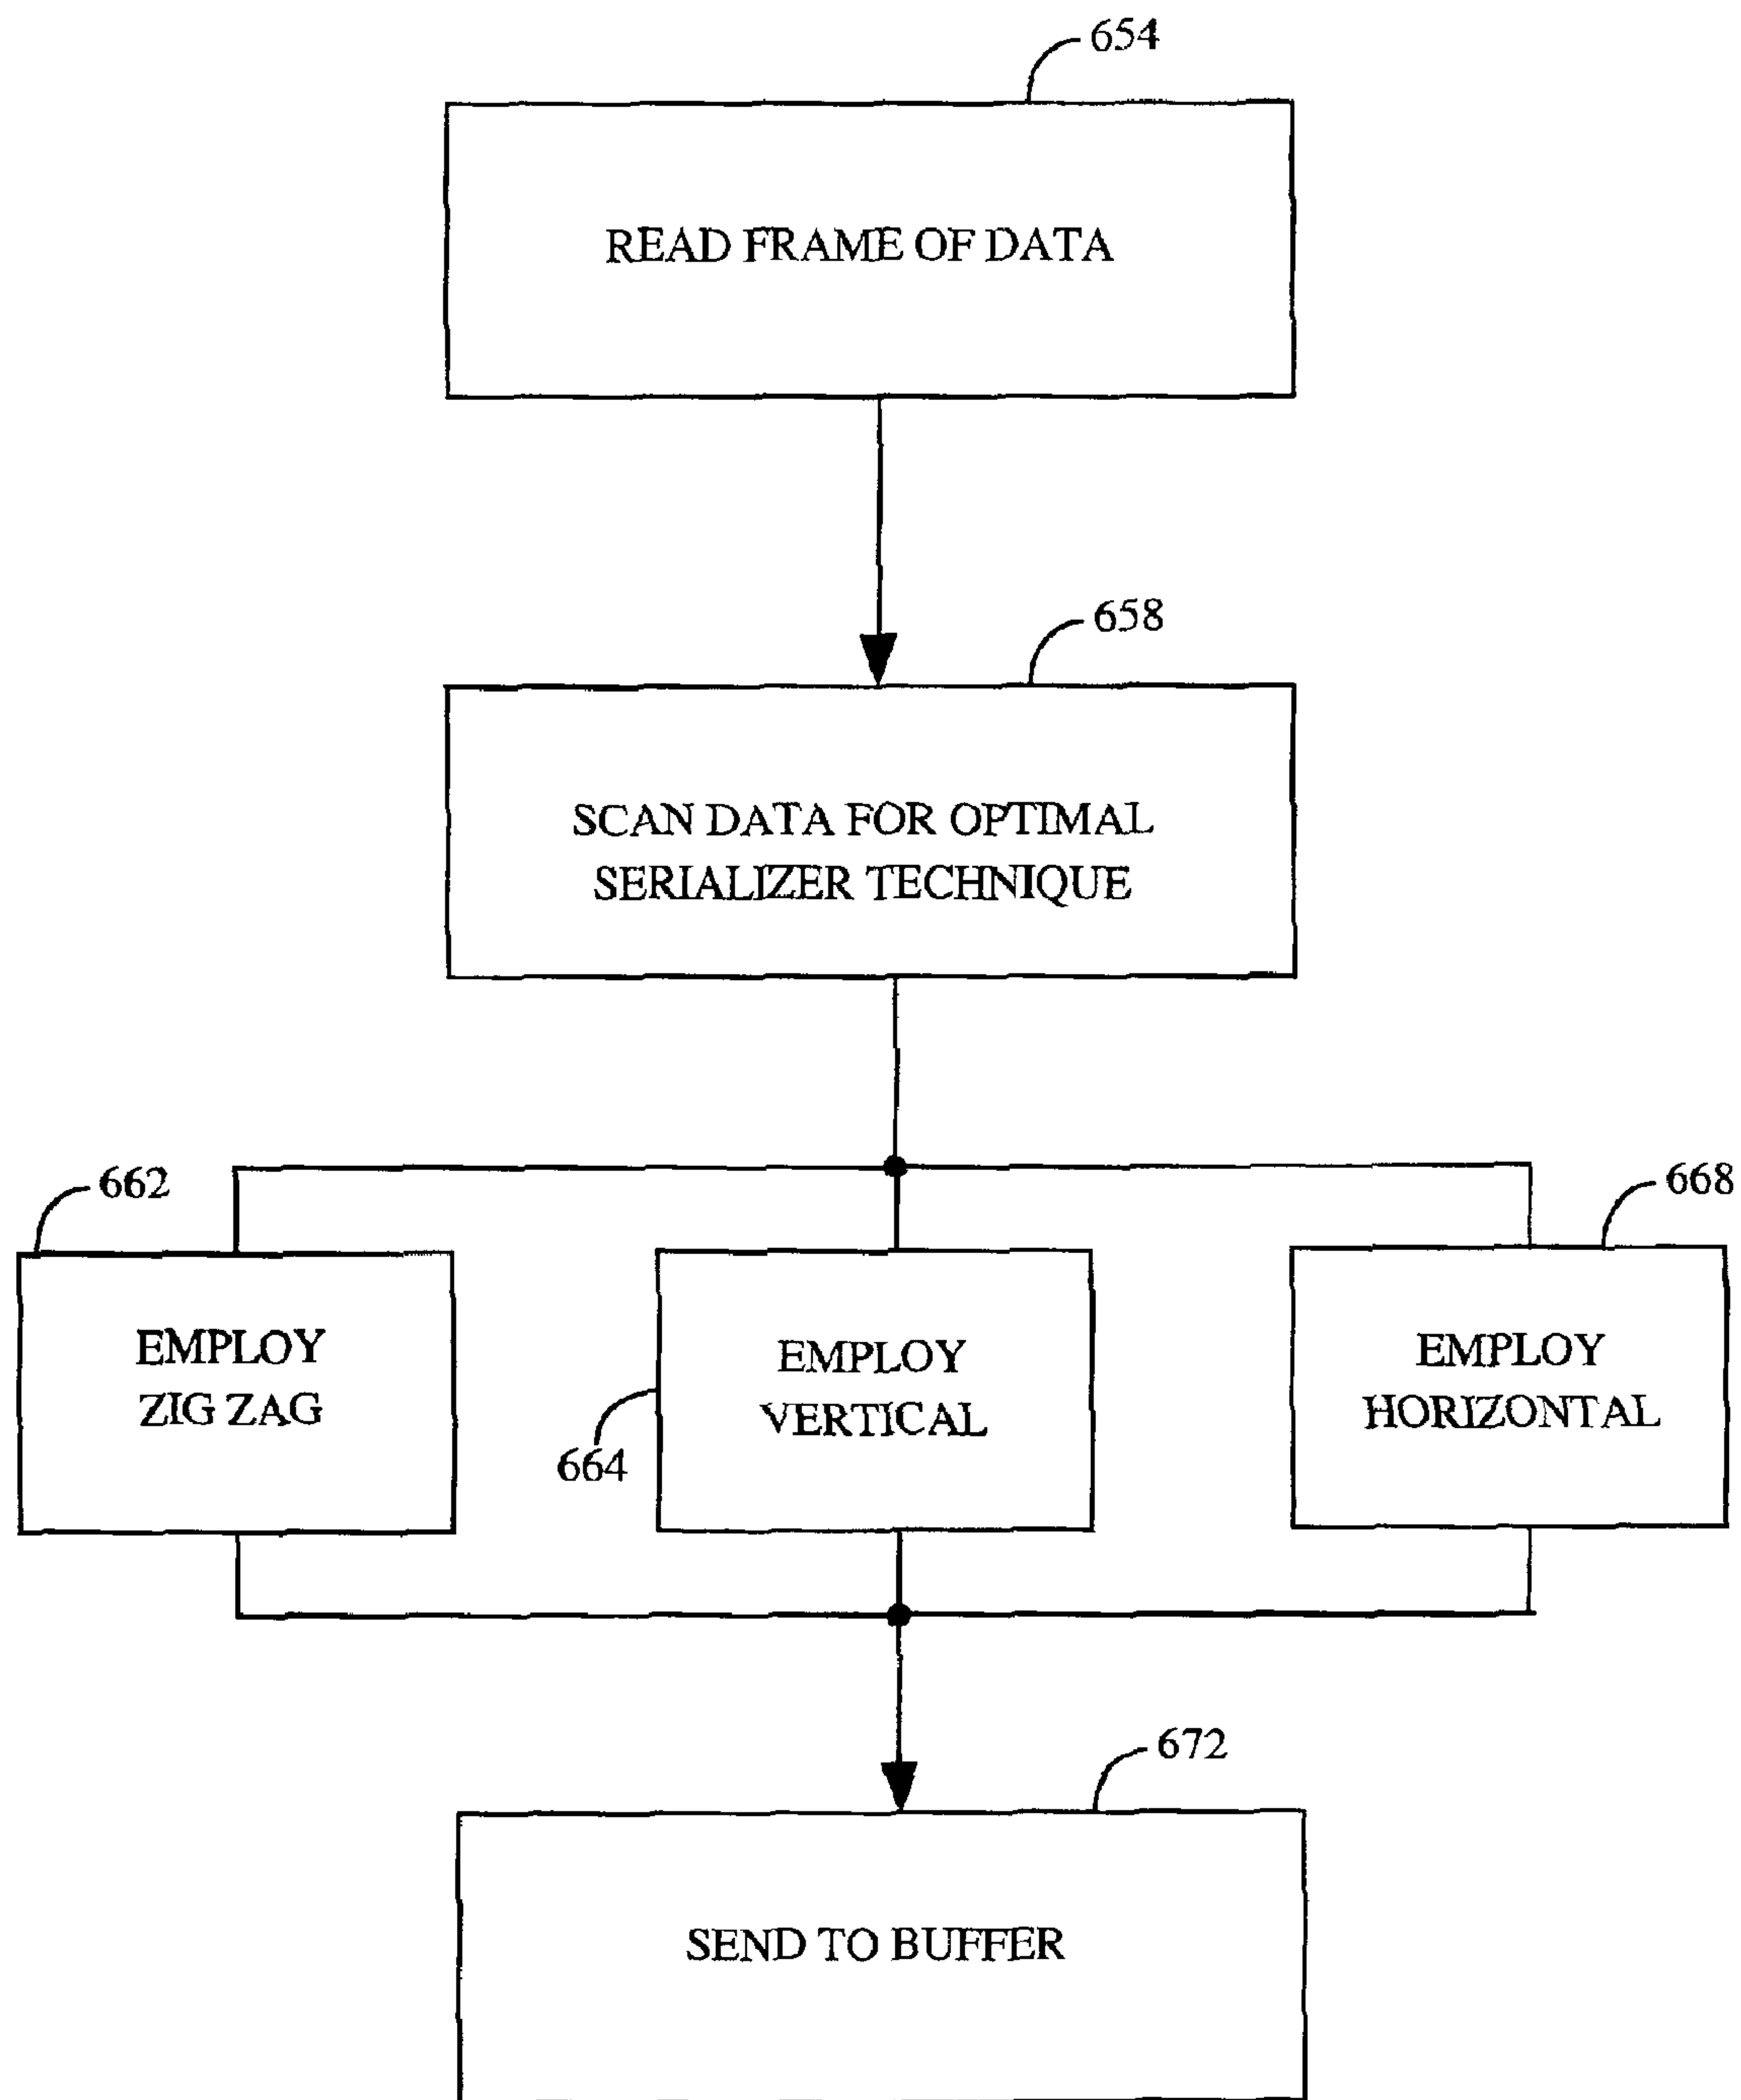 654
READ FRAME OF DATA
658
SCAN DATA FOR OPTIMAL
SERIALIZER TECHNIQUE
662
EMPLOY
ZIG ZAG
664
EMPLOY
VERTICAL
668
EMPLOY
HORIZONTAL
672
SEND TO BUFFER